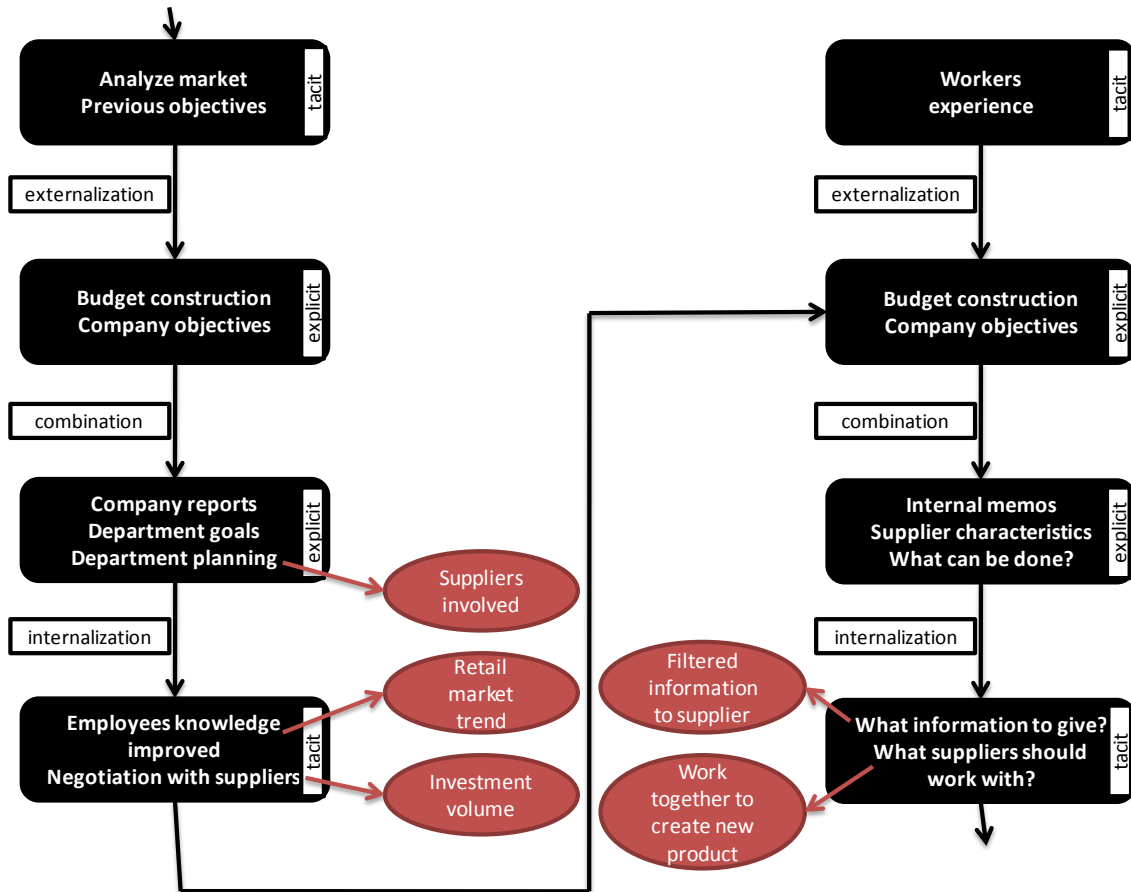 Analyze market
Previous objectives
tacit
externalization
Budget construction
Company objectives
explicit
combination
Company reports
Department goals
Department planning
explicit
Suppliers
involved
internalization
Retail
market
trend
Employees knowledge
improved
Negotiation with suppliers
tacit
Investment
volume
Workers
experience
tacit
externalization
Budget construction
Company objectives
explicit
combination
Internal memos
Supplier characteristics
What can be done?
explicit
internalization
Filtered
information
to supplier
What information to give?
What suppliers should
work with?
tacit
Work
together to
create new
product